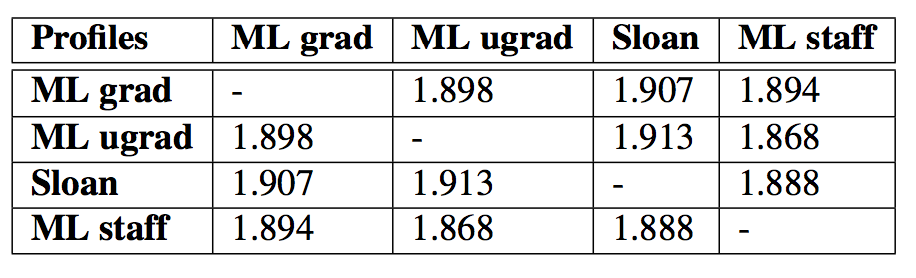 Profiles ML grad ML ugrad Sloan ML staff
ML grad - 1.898 1.907 1.894
ML ugrad 1.898 - 1.913 1.868
Sloan 1.907 1.913 - 1.888
ML staff 1.894 1.868 1.888 -